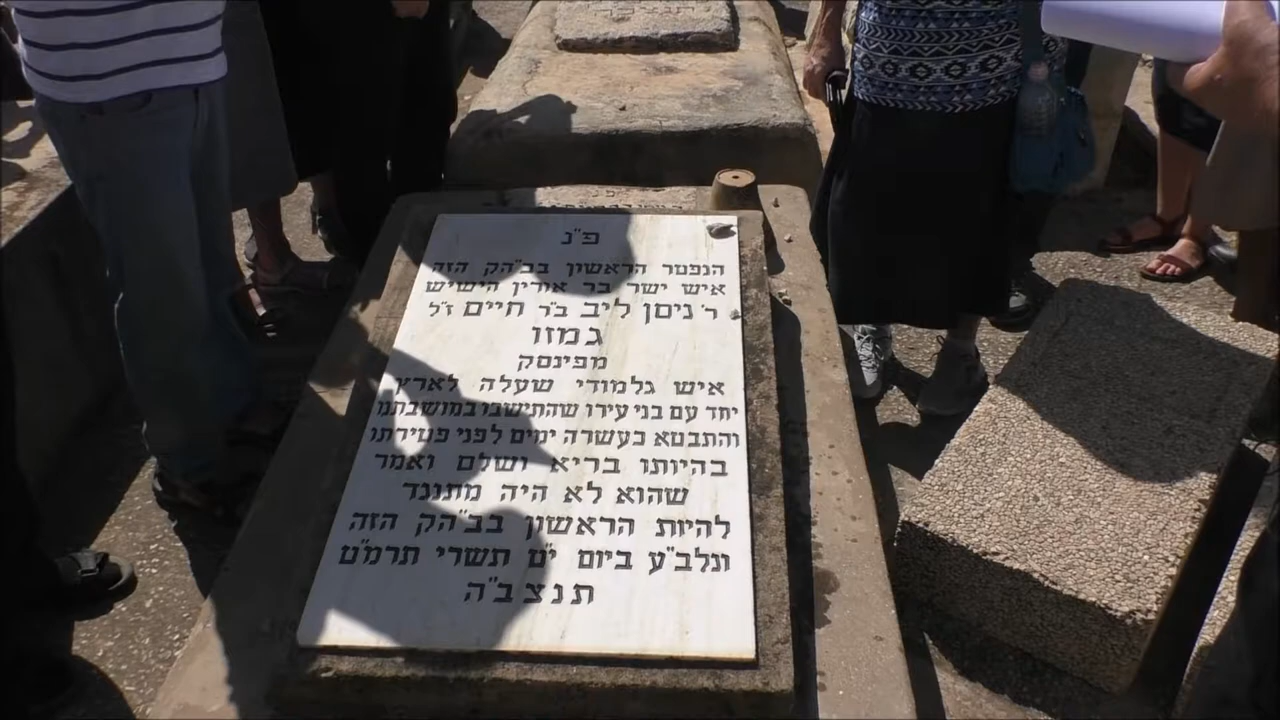 פ"נ
הנפטר הראשון בב"הק הזה
איש ישר בר אורין הישיש
ר' ניסן ליב ב"ר חיים ז"ל
גמזו
מפינסק
איש גלמודי שעלה לארץ
יחד עם בני עירו שהתישבו במושבתנו
והתבטא כעשרה ימים לפני פטירתו
בהיותו בריא ושלם ואמר
שהוא לא היה מתנגד
להיות הראשון בב"הק הזה
ונלב"ע ביום י"ט תשרי תרמ"ט
תנצב"ה